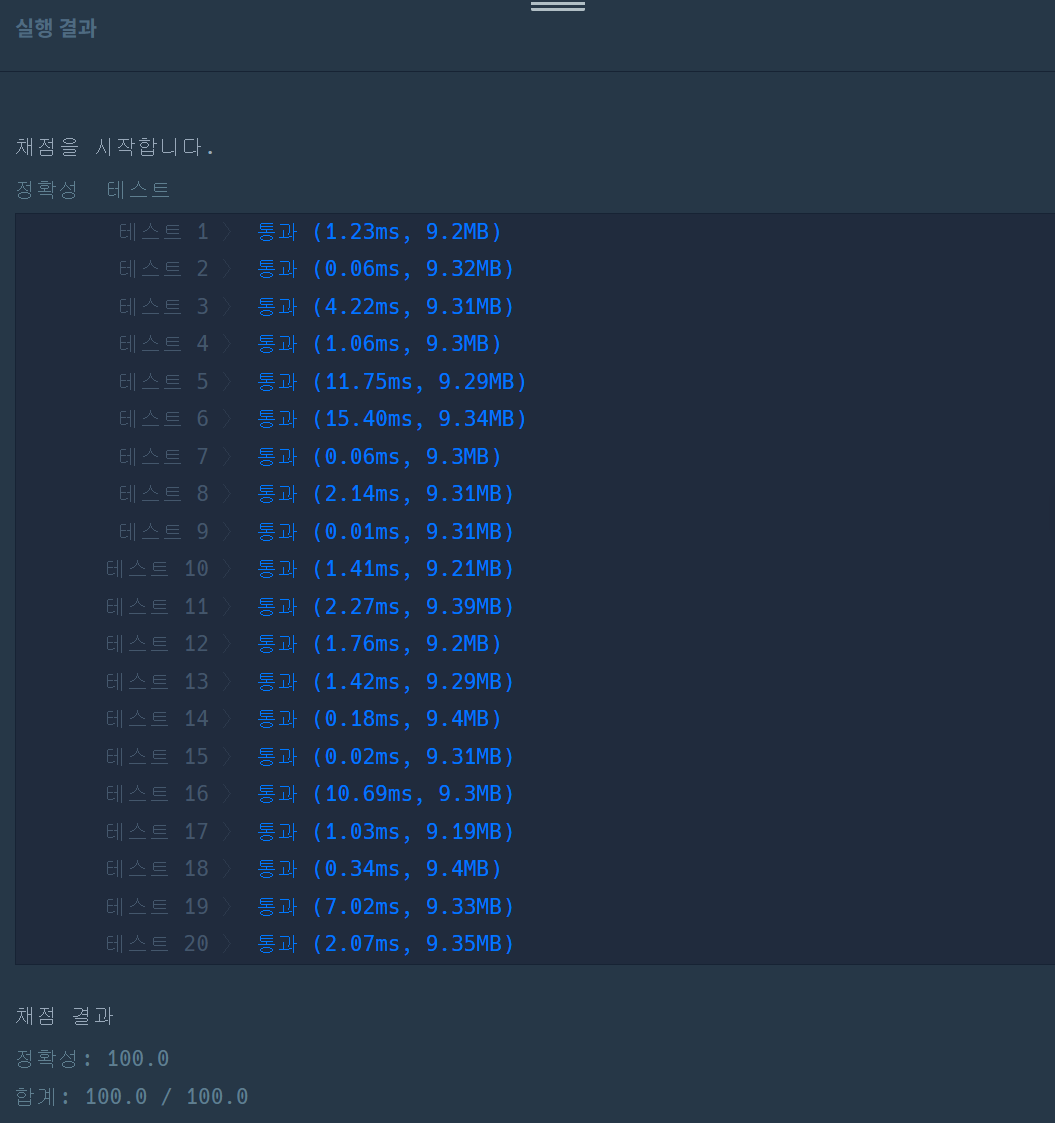 실행 결과
채점을 시작합니다.
정확성  테스트
테스트 1 〉 통과 (1.23ms, 9.2MB)
테스트 2 〉 통과 (0.06ms, 9.32MB)
테스트 3 〉 통과 (4.22ms, 9.31MB)
테스트 4 〉 통과 (1.06ms, 9.3MB)
테스트 5 〉 통과 (11.75ms, 9.29MB)
테스트 6 〉 통과 (15.40ms, 9.34MB)
테스트 7 〉 통과 (0.06ms, 9.3MB)
테스트 8 〉 통과 (2.14ms, 9.31MB)
테스트 9 〉 통과 (0.01ms, 9.31MB)
테스트 10 〉 통과 (1.41ms, 9.21MB)
테스트 11 〉 통과 (2.27ms, 9.39MB)
테스트 12 〉 통과 (1.76ms, 9.2MB)
테스트 13 〉 통과 (1.42ms, 9.29MB)
테스트 14 〉 통과 (0.18ms, 9.4MB)
테스트 15 〉 통과 (0.02ms, 9.31MB)
테스트 16 〉 통과 (10.69ms, 9.3MB)
테스트 17 〉 통과 (1.03ms, 9.19MB)
테스트 18 〉 통과 (0.34ms, 9.4MB)
테스트 19 〉 통과 (7.02ms, 9.33MB)
테스트 20 〉 통과 (2.07ms, 9.35MB)
채점 결과
정확성: 100.0
합계: 100.0 / 100.0